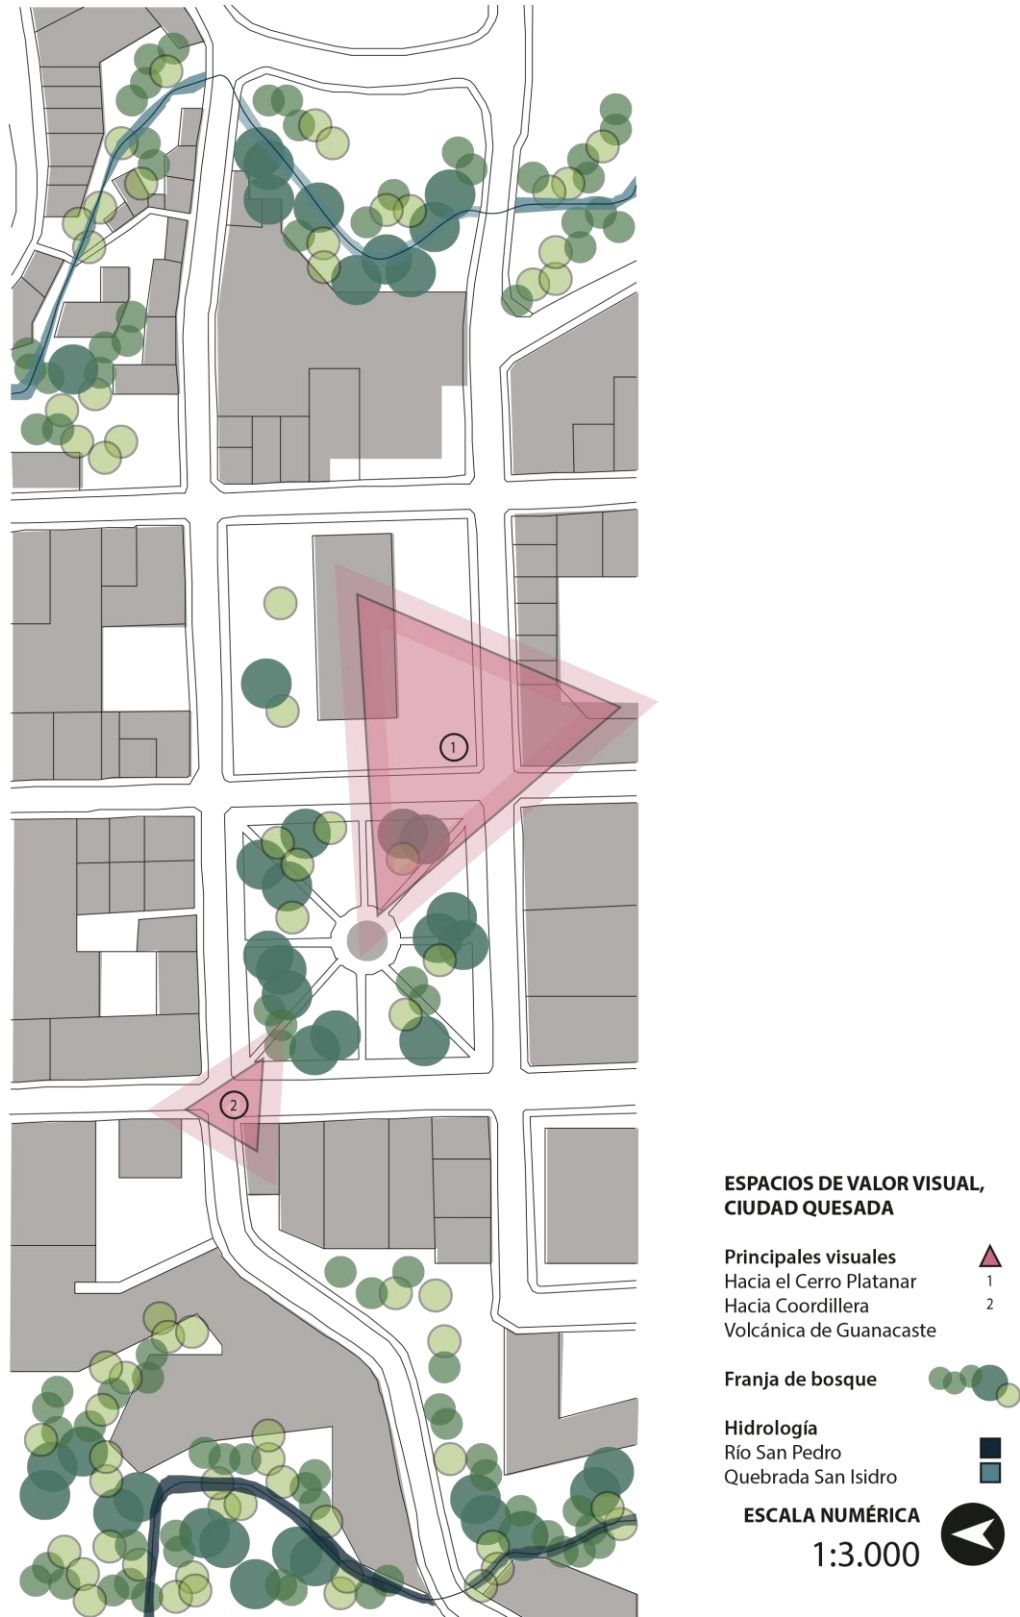 1
2
ESPACIOS DE VALOR VISUAL,
CIUDAD QUESADA
Principales visuales
Hacia el Cerro Platanar 1
Hacia Coordillera 2
Volcánica de Guanacaste
Franja de bosque
Hidrología
Río San Pedro
Quebrada San Isidro
ESCALA NUMÉRICA
1:3.000